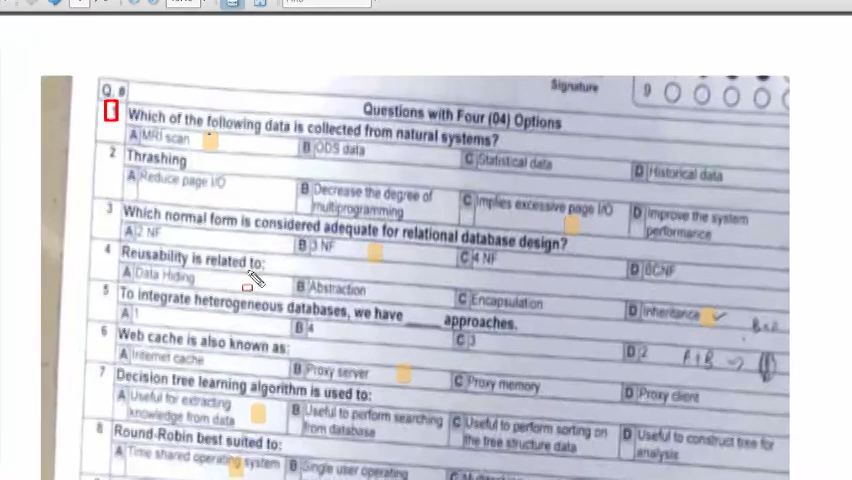 Signature
9
Q. #
Questions with Four (04) Options
1 Which of the following data is collected from natural systems?
A MRI scan B ODS data C Statistical data D Historical data
2 Thrashing
A Reduce page I/O B Decrease the degree of multiprogramming C Implies excessive page I/O D Improve the system performance
3 Which normal form is considered adequate for relational database design?
A 2 NF B 3 NF C 4 NF D BCNF
4 Reusability is related to:
A Data Hiding B Abstraction C Encapsulation D Inheritance
5 To integrate heterogeneous databases, we have _____ approaches.
A 1 B 4 C 3 D 2
6 Web cache is also known as:
A Internet cache B Proxy server C Proxy memory D Proxy client
7 Decision tree learning algorithm is used to:
A Useful for extracting knowledge from data B Useful to perform searching from database C Useful to perform sorting on the tree structure data D Useful to construct tree for analysis
8 Round-Robin best suited to:
A Time shared operating system B Single user operating C